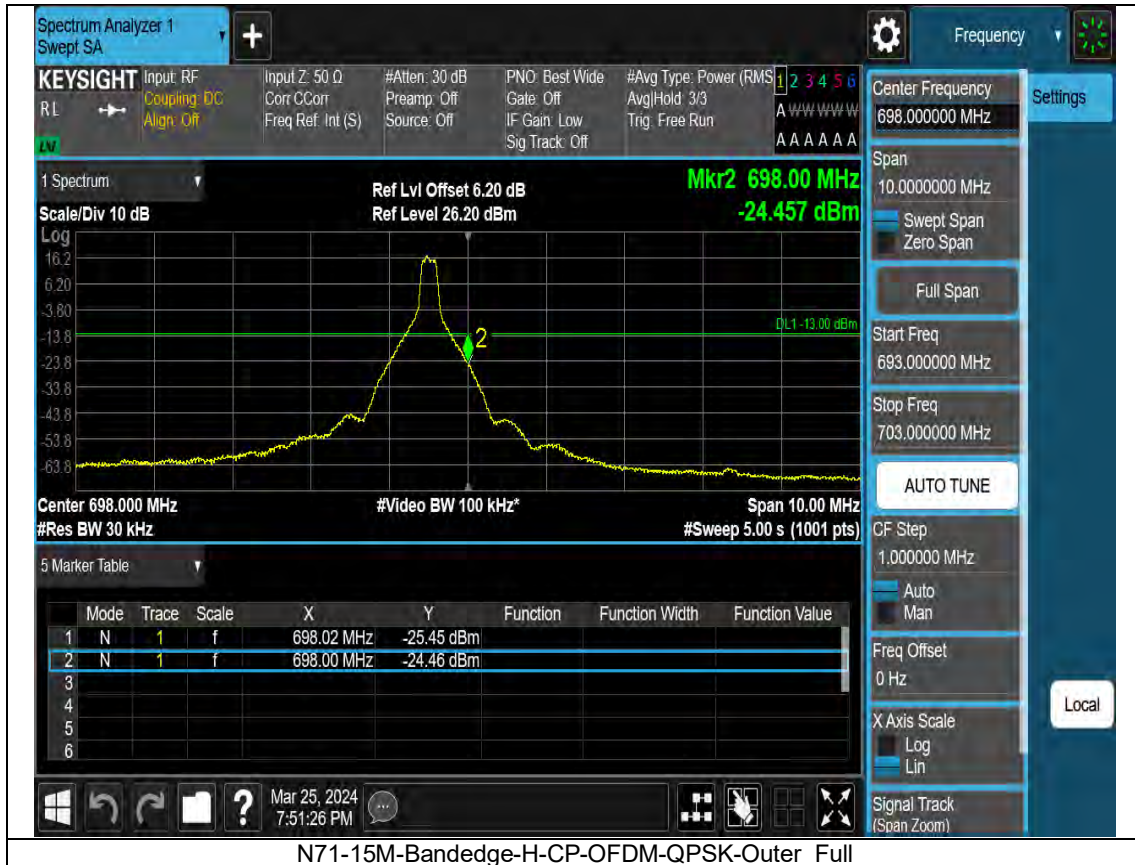 Spectrum Analyzer 1
Swept SA
+
Frequency
KEYSIGHT
RL
Input: RF
Coupling: DC
Align: Off
Input Z: 50 Ω
Corr CCorr
Freq Ref: Int (S)
#Atten: 30 dB
Preamp: Off
Source: Off
PNO: Best Wide
Gate: Off
IF Gain: Low
Sig Track: Off
#Avg Type: Power (RMS
Avg|Hold: 3/3
Trig: Free Run
1 2 3 4 5 6
A W W W W W
A A A A A A
1 Spectrum
Scale/Div 10 dB
Ref Lvl Offset 6.20 dB
Ref Level 26.20 dBm
Mkr2 698.00 MHz
-24.457 dBm
Log
16.2
6.20
-3.80
-13.8
-23.8
-33.8
-43.8
-53.8
-63.8
2
DL1 -13.00 dBm
Center 698.000 MHz
#Video BW 100 kHz*
Span 10.00 MHz
#Res BW 30 kHz
#Sweep 5.00 s (1001 pts)
5 Marker Table
Mode Trace Scale X Y Function Function Width Function Value
1 N 1 f 698.02 MHz -25.45 dBm
2 N 1 f 698.00 MHz -24.46 dBm
3
4
5
6
Center Frequency
698.000000 MHz
Settings
Span
10.0000000 MHz
Swept Span
Zero Span
Full Span
Start Freq
693.000000 MHz
Stop Freq
703.000000 MHz
AUTO TUNE
CF Step
1.000000 MHz
Auto
Man
Freq Offset
0 Hz
X Axis Scale
Log
Lin
Local
Signal Track
(Span Zoom)
?
Mar 25, 2024
7:51:26 PM
N71-15M-Bandedge-H-CP-OFDM-QPSK-Outer_Full